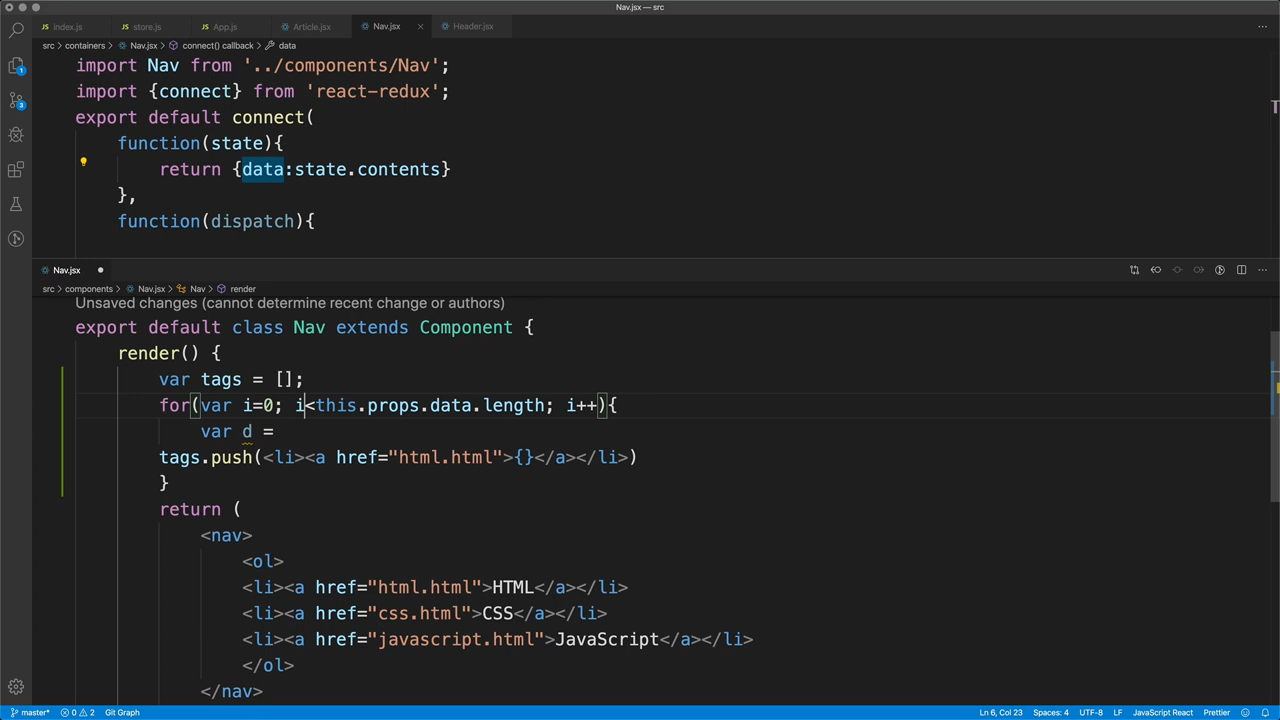 Nav.jsx — src
index.js
store.js
App.js
Article.jsx
Nav.jsx
Header.jsx
src > containers > Nav.jsx > connect() callback > data
import Nav from '../components/Nav';
import {connect} from 'react-redux';
export default connect(
function(state){
return {data:state.contents}
},
function(dispatch){
Nav.jsx
src > components > Nav.jsx > Nav > render
Unsaved changes (cannot determine recent change or authors)
export default class Nav extends Component {
render() {
var tags = [];
for(var i=0; i<this.props.data.length; i++){
var d =
tags.push(<li><a href="html.html">{}</a></li>)
}
return (
<nav>
<ol>
<li><a href="html.html">HTML</a></li>
<li><a href="css.html">CSS</a></li>
<li><a href="javascript.html">JavaScript</a></li>
</ol>
</nav>
1
3
master* 0 2 Git Graph Ln 6, Col 23 Spaces: 4 UTF-8 LF JavaScript React Prettier